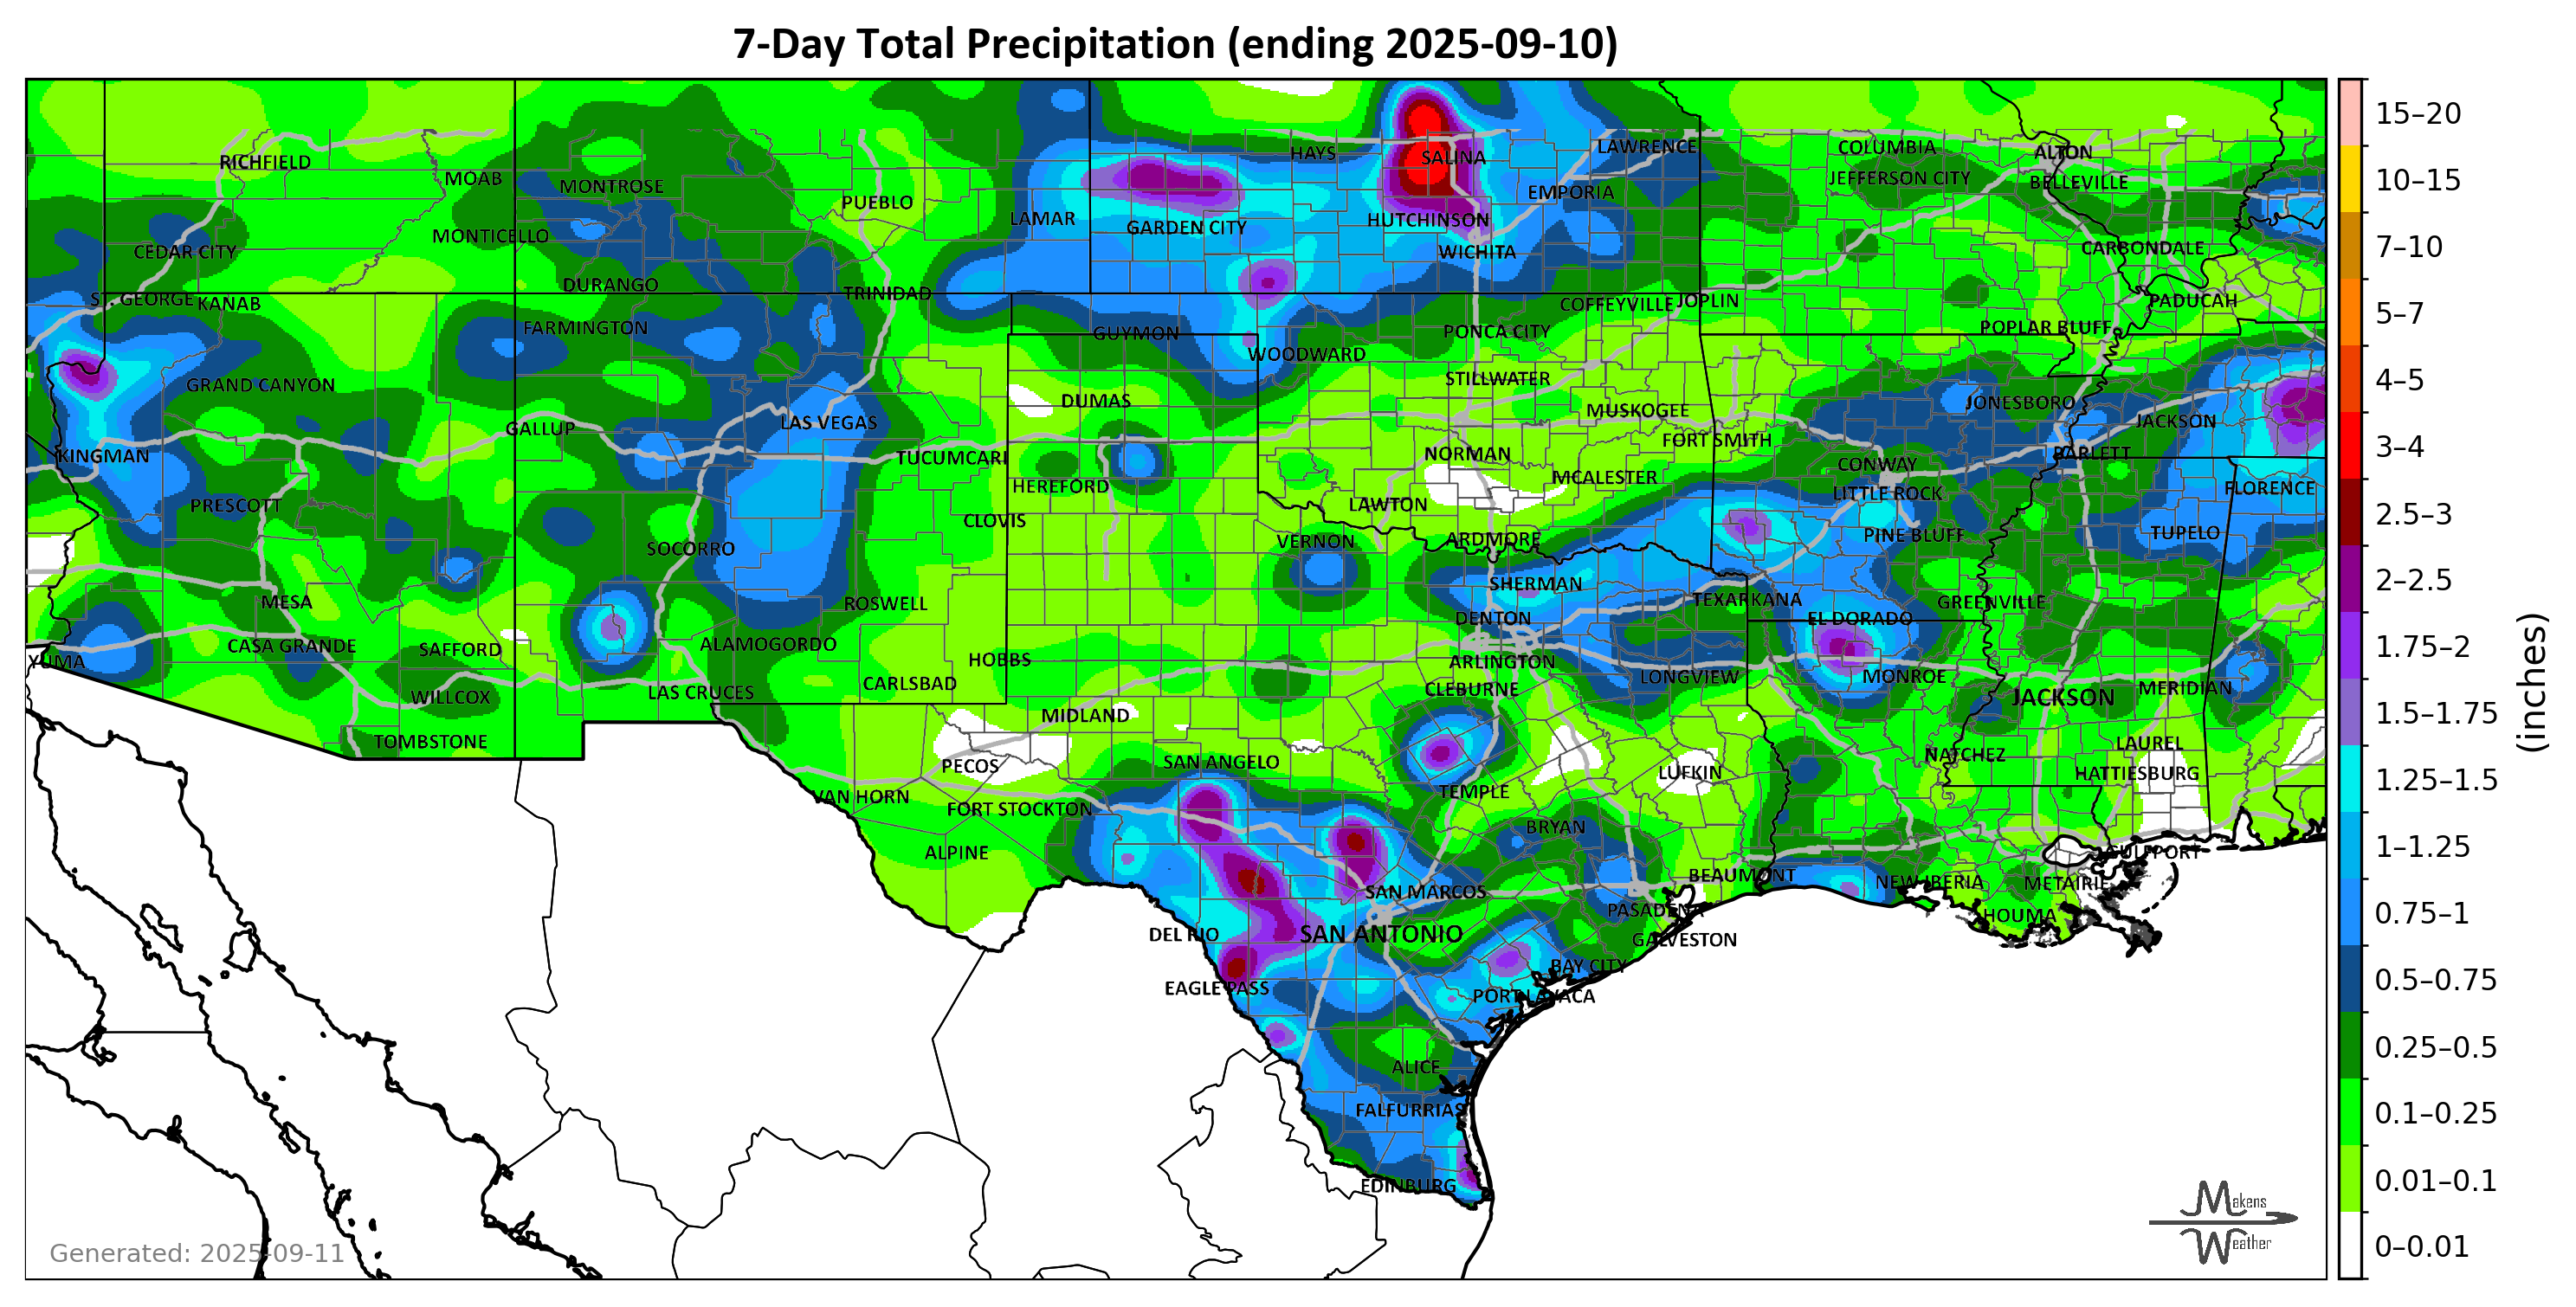 7-Day Total Precipitation (ending 2025-09-10)
HAYS
SALINA
LAWRENCE
COLUMBIA
ALTON
RICHFIELD
MOAB
MONTROSE
PUEBLO
LAMAR
GARDEN CITY
HUTCHINSON
EMPORIA
JEFFERSON CITY
BELLEVILLE
CEDAR CITY
MONTICELLO
WICHITA
CARBONDALE
DURANGO
TRINIDAD
ST. GEORGE
KANAB
COFFEYVILLE
JOPLIN
PADUCAH
FARMINGTON
GUYMON
PONCA CITY
POPLAR BLUFF
WOODWARD
GRAND CANYON
STILLWATER
DUMAS
MUSKOGEE
JONESBORO
JACKSON
GALLUP
LAS VEGAS
FORT SMITH
KINGMAN
TUCUMCARI
NORMAN
BARLETT
CONWAY
HEREFORD
MCALESTER
FLORENCE
PRESCOTT
LAWTON
LITTLE ROCK
CLOVIS
SOCORRO
VERNON
ARDMORE
PINE BLUFF
TUPELO
SHERMAN
MESA
ROSWELL
TEXARKANA
GREENVILLE
DENTON
EL DORADO
CASA GRANDE
SAFFORD
ALAMOGORDO
YUMA
HOBBS
ARLINGTON
LONGVIEW
MONROE
WILLCOX
LAS CRUCES
CARLSBAD
CLEBURNE
JACKSON
MERIDIAN
MIDLAND
TOMBSTONE
PECOS
SAN ANGELO
NATCHEZ
LAUREL
LUFKIN
HATTIESBURG
VAN HORN
FORT STOCKTON
TEMPLE
BRYAN
ALPINE
GULFPORT
SAN MARCOS
BEAUMONT
NEW IBERIA
METAIRIE
PASADENA
HOUMA
DEL RIO
SAN ANTONIO
GALVESTON
BAY CITY
EAGLE PASS
PORT LAVACA
ALICE
FALFURRIAS
EDINBURG
Generated: 2025-09-11
Makens
Weather
15–20
10–15
7–10
5–7
4–5
3–4
2.5–3
2–2.5
1.75–2
1.5–1.75
1.25–1.5
1–1.25
0.75–1
0.5–0.75
0.25–0.5
0.1–0.25
0.01–0.1
0–0.01
(inches)